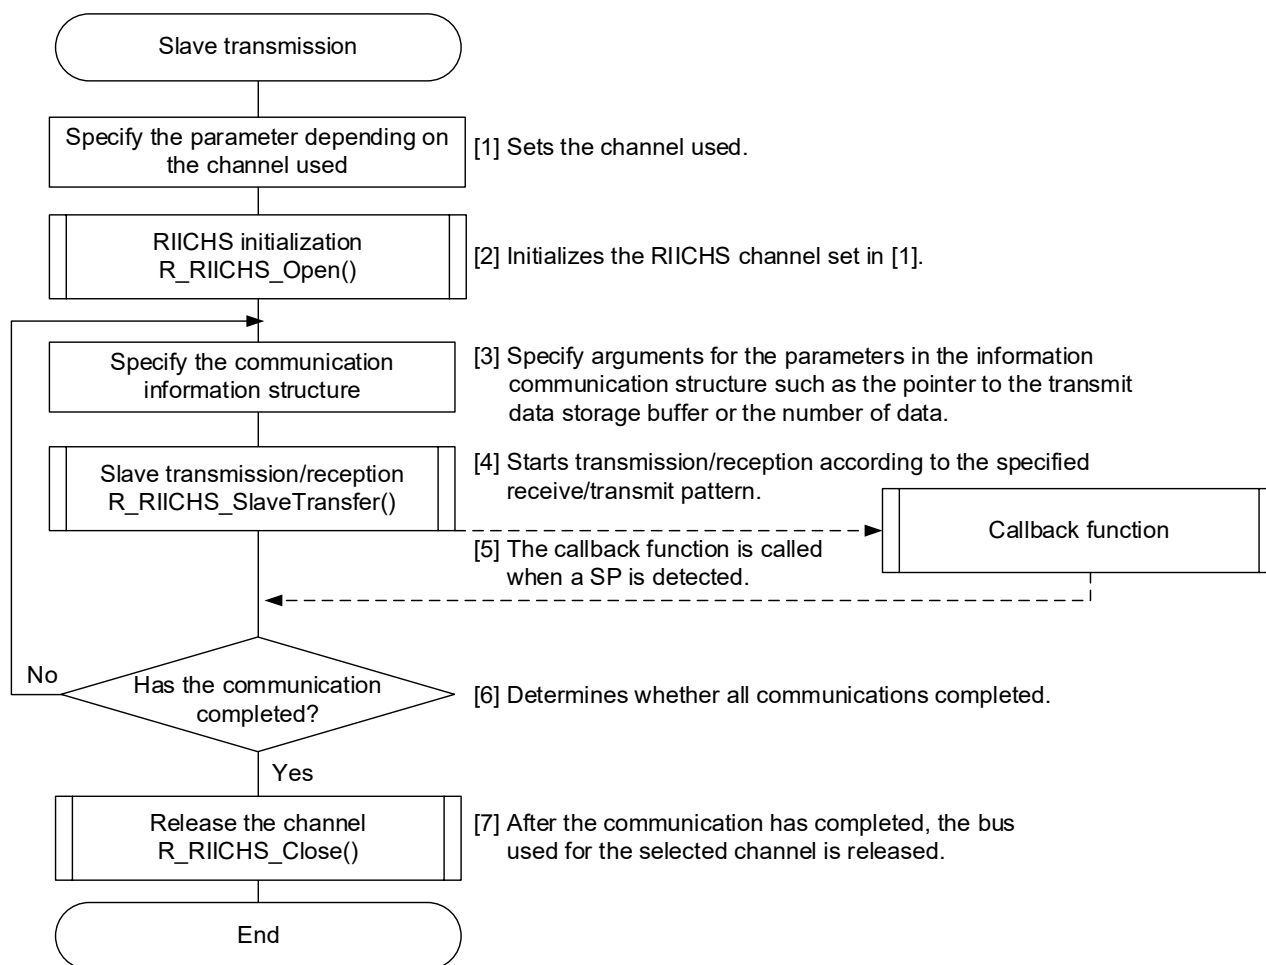 Slave transmission
Specify the parameter depending on
the channel used
[1] Sets the channel used.
RIICHS initialization
R_RIICHS_Open()
[2] Initializes the RIICHS channel set in [1].
Specify the communication
information structure
[3] Specify arguments for the parameters in the information
communication structure such as the pointer to the transmit
data storage buffer or the number of data.
Slave transmission/reception
R_RIICHS_SlaveTransfer()
[4] Starts transmission/reception according to the specified
receive/transmit pattern.
Callback function
[5] The callback function is called
when a SP is detected.
No
Has the communication
completed?
[6] Determines whether all communications completed.
Yes
Release the channel
R_RIICHS_Close()
[7] After the communication has completed, the bus
used for the selected channel is released.
End